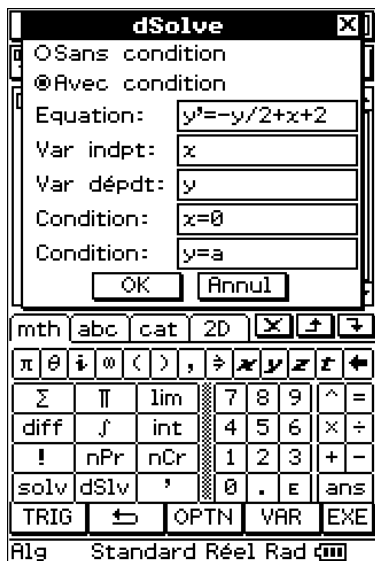 dSolve
Sans condition
Avec condition
Equation: y'=-y/2+x+2
Var indpt: x
Var dépdt: y
Condition: x=0
Condition: y=a
OK Annul
mth abc cat 2D
π θ i ∞ ( ) , ⇒ x y z t ←
Σ Π lim 7 8 9 ^ =
diff ∫ int 4 5 6 × ÷
! nPr nCr 1 2 3 + −
solv dSlv ' 0 . E ans
TRIG OPTN VAR EXE
Alg Standard Réel Rad